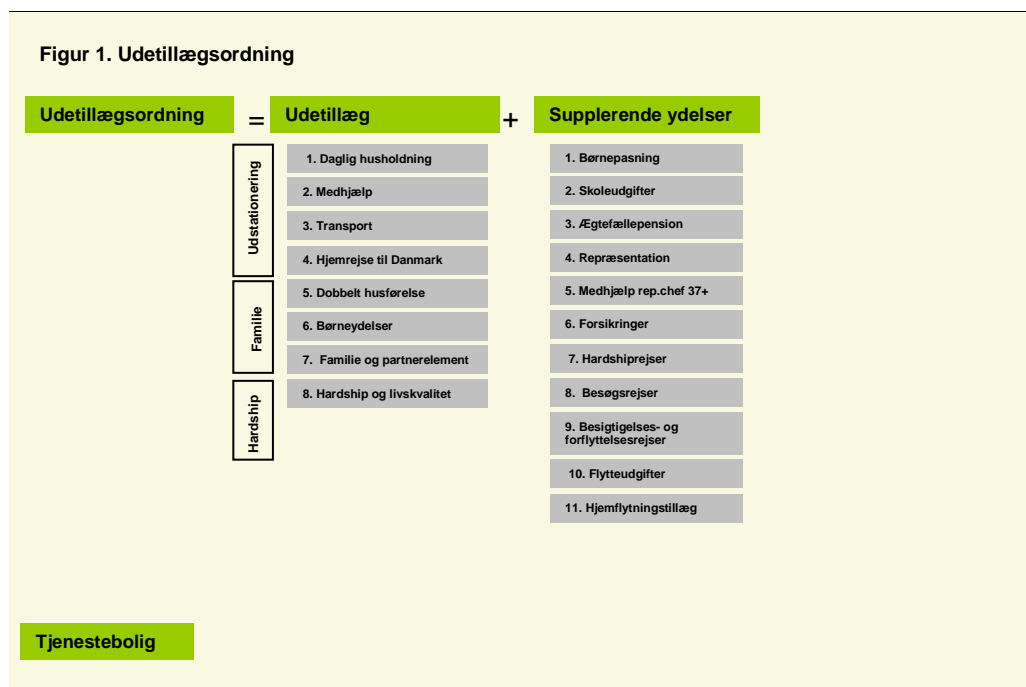 Figur 1. Udetillægsordning
Udetillægsordning = Udetillæg + Supplerende ydelser
Udstationering
Familie
Hardship
1. Daglig husholdning
2. Medhjælp
3. Transport
4. Hjemrejse til Danmark
5. Dobbelt husførelse
6. Børneydelser
7. Familie og partnerelement
8. Hardship og livskvalitet
1. Børnepasning
2. Skoleudgifter
3. Ægtefællepension
4. Repræsentation
5. Medhjælp rep.chef 37+
6. Forsikringer
7. Hardshiprejser
8. Besøgsrejser
9. Besigtigelses- og
forflyttelsesrejser
10. Flytteudgifter
11. Hjemflytningstillæg
Tjenestebolig